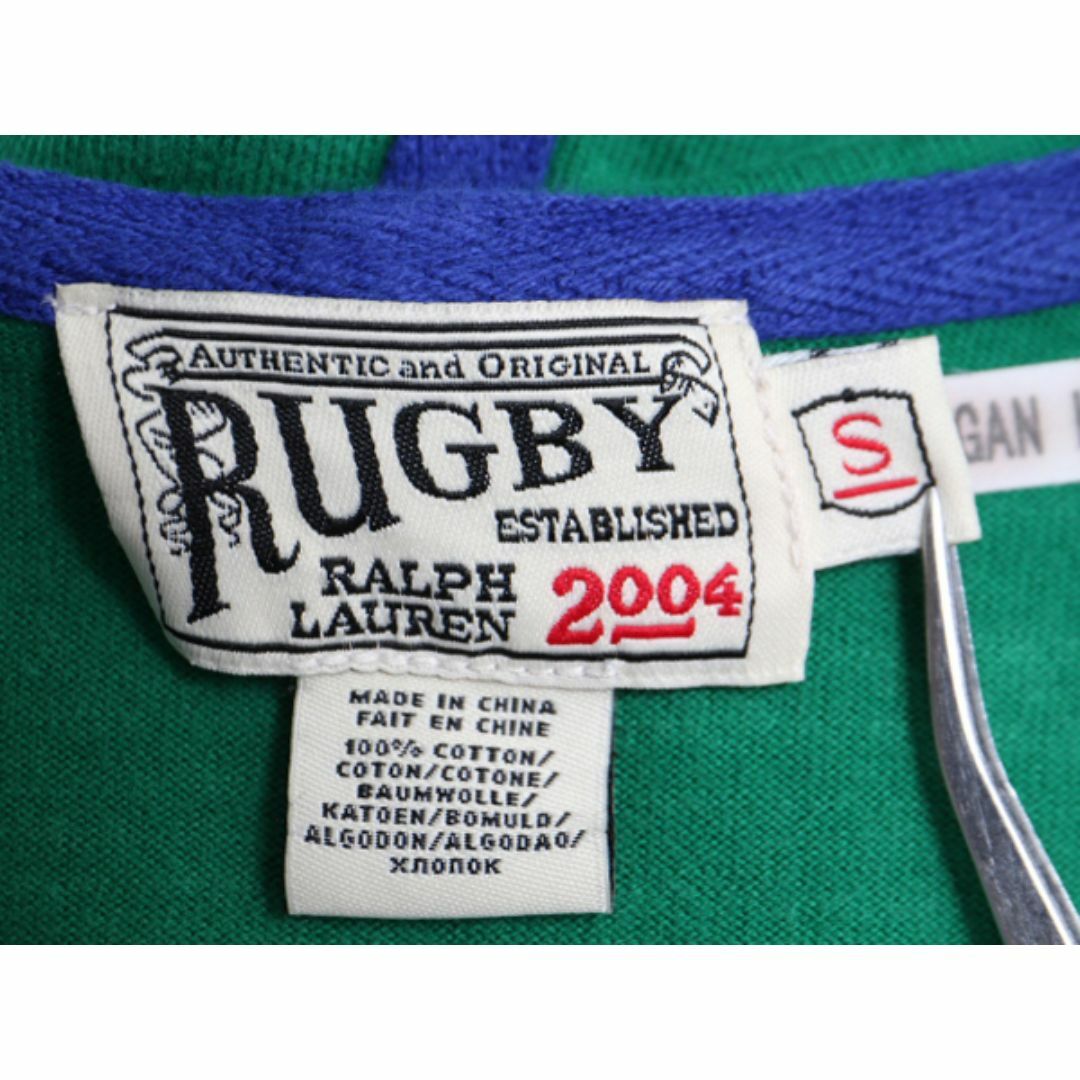 AUTHENTIC and ORIGINAL
RUGBY
ESTABLISHED
RALPH
LAUREN
2004
S
MADE IN CHINA
FAIT EN CHINE
100% COTTON/
COTON/COTONE/
BAUMWOLLE/
KATOEN/BOMULD/
ALGODON/ALGODAO/
ХЛОПОК